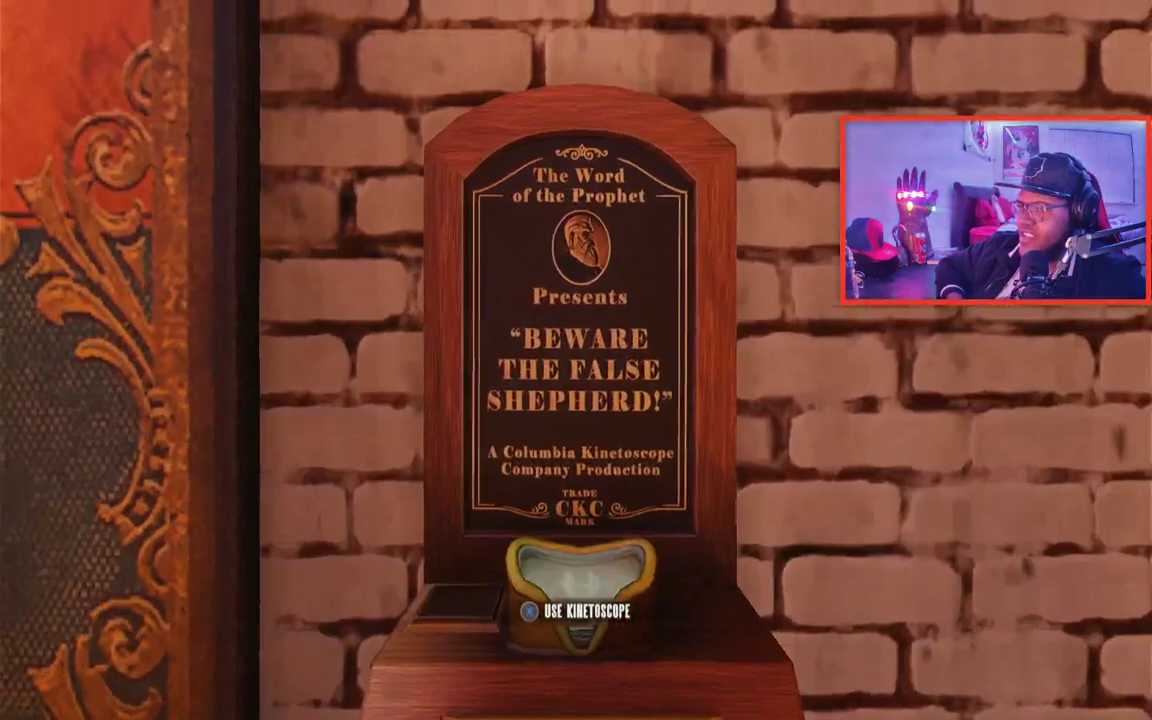 The Word
of the Prophet
Presents
“BEWARE
THE FALSE
SHEPHERD!”
A Columbia Kinetoscope
Company Production
TRADE
CKC
MARK
X USE KINETOSCOPE